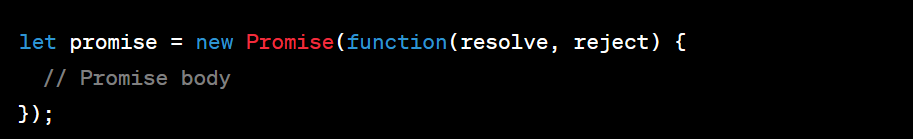 let promise = new Promise(function(resolve, reject) {
  // Promise body
});